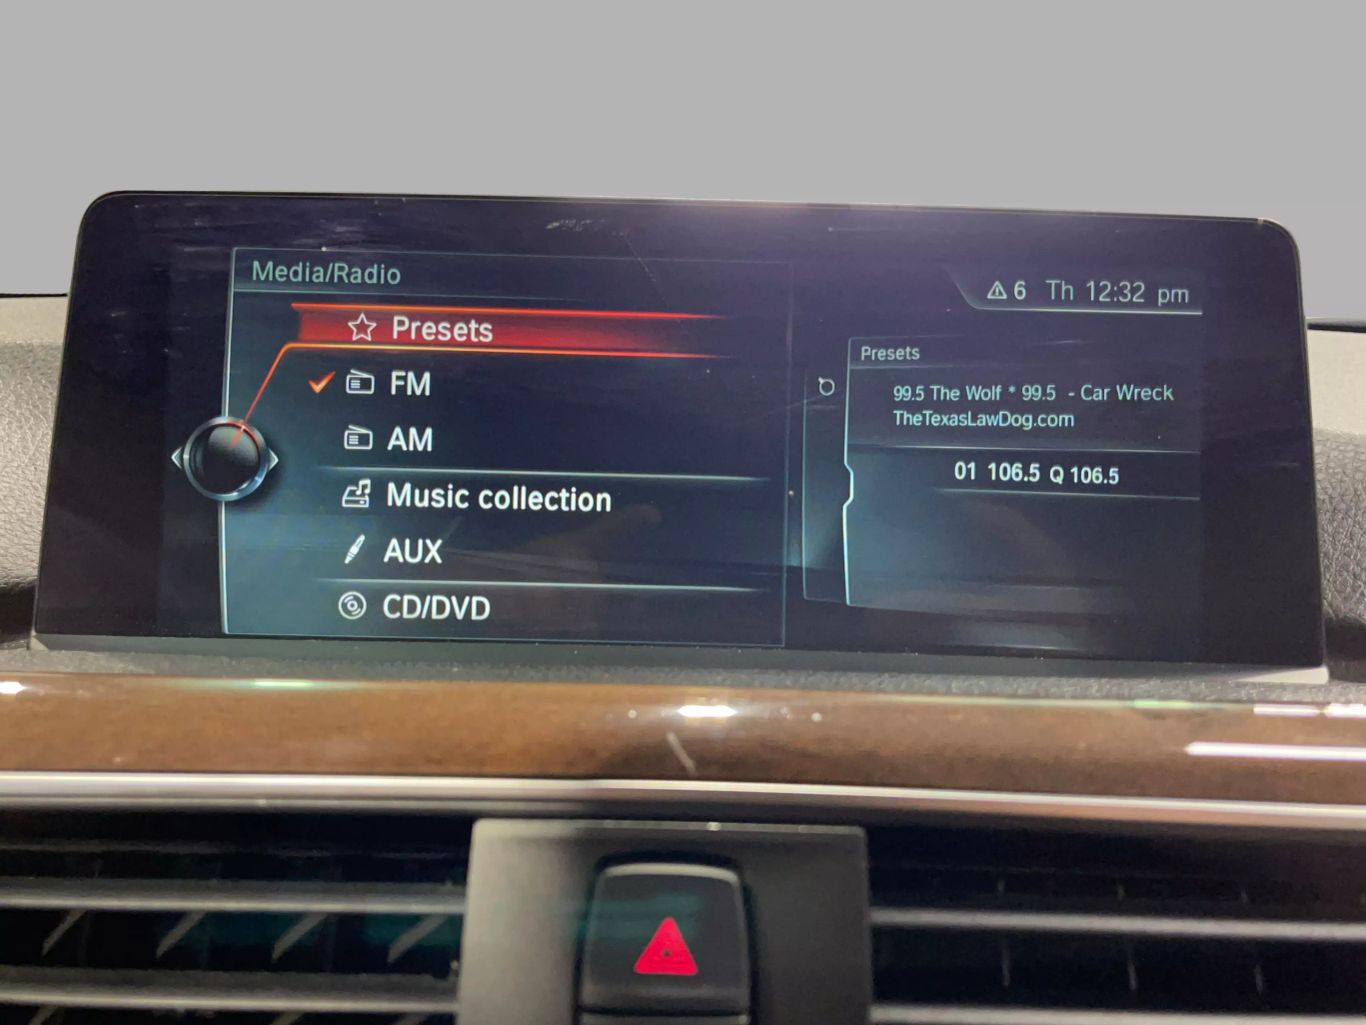 Media/Radio
6 Th 12:32 pm
Presets
FM
AM
Music collection
AUX
CD/DVD
Presets
99.5 The Wolf * 99.5 - Car Wreck
TheTexasLawDog.com
01 106.5 Q 106.5